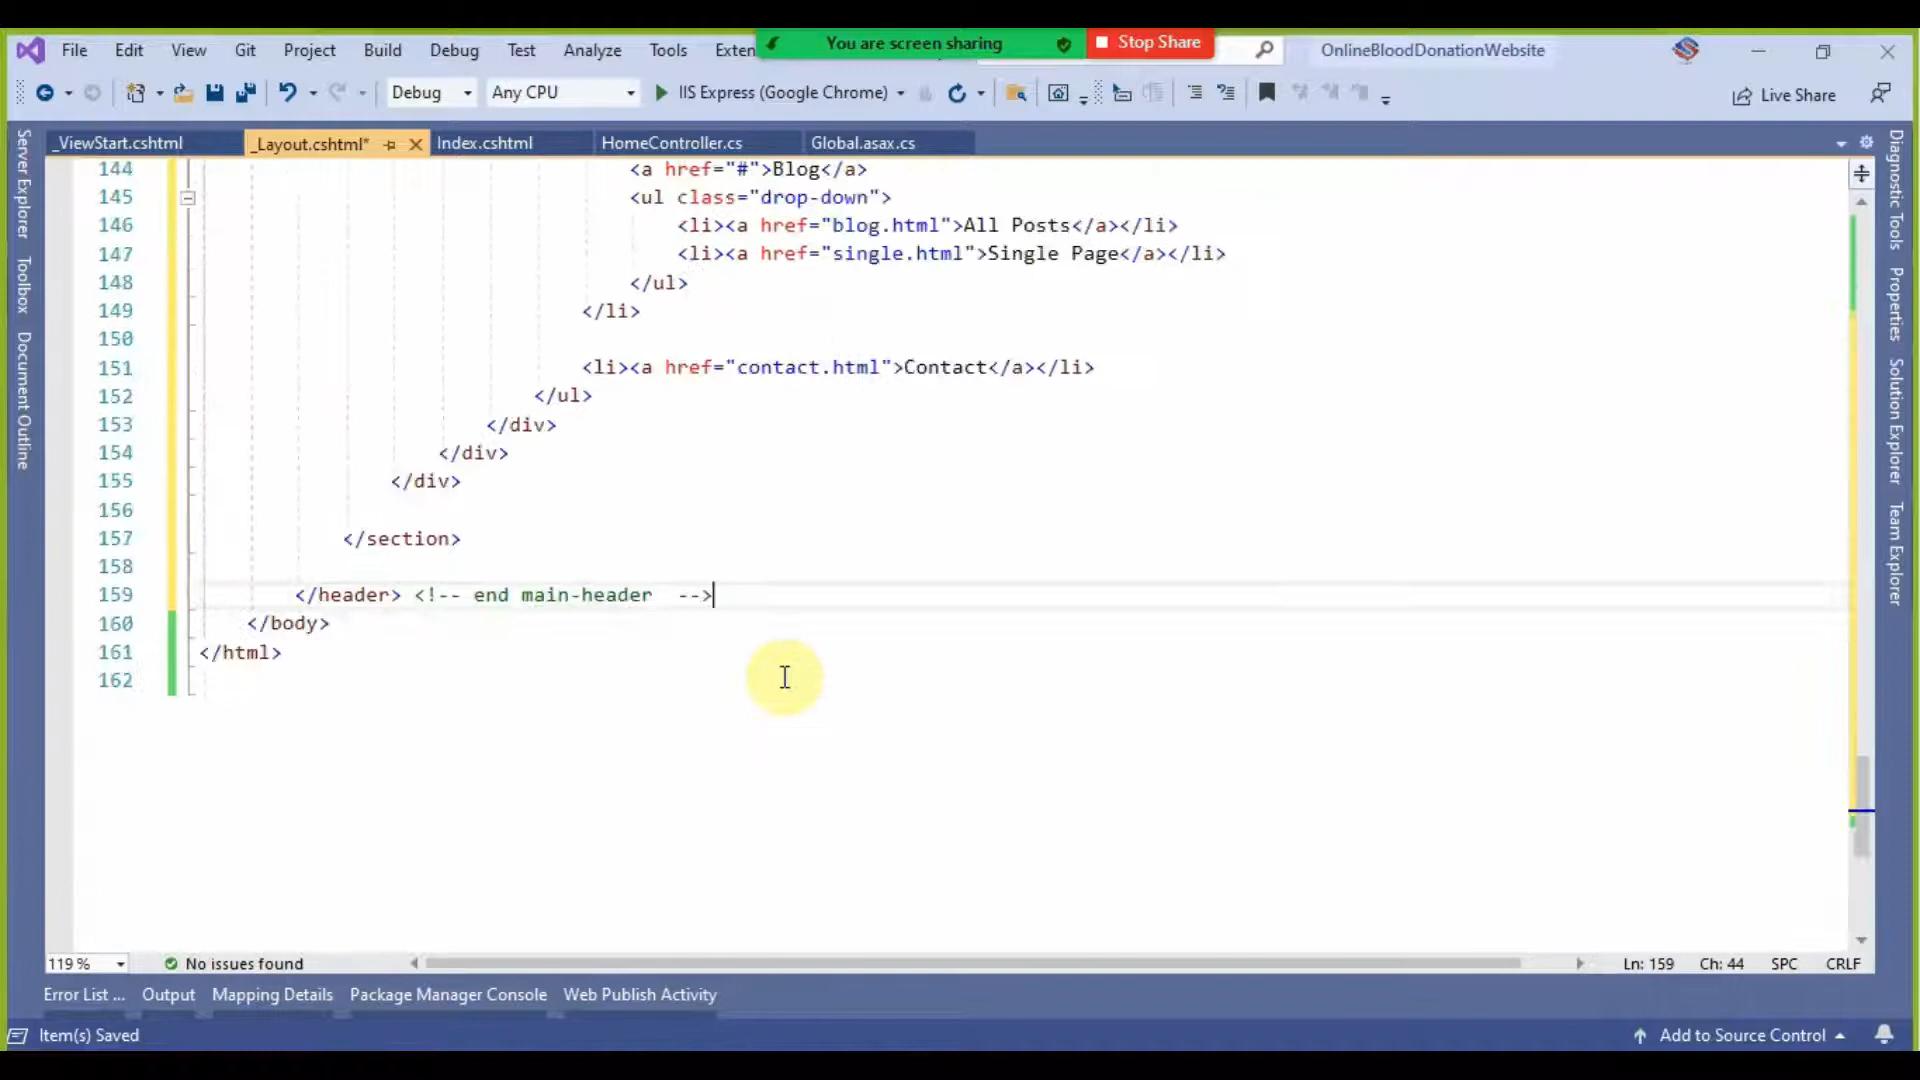 File Edit View Git Project Build Debug Test Analyze Tools Exten
You are screen sharing Stop Share
OnlineBloodDonationWebsite
Debug Any CPU IIS Express (Google Chrome) Live Share
_ViewStart.cshtml _Layout.cshtml* Index.cshtml HomeController.cs Global.asax.cs
Server Explorer
Toolbox
Document Outline
144 <a href="#">Blog</a>
145 <ul class="drop-down">
146 <li><a href="blog.html">All Posts</a></li>
147 <li><a href="single.html">Single Page</a></li>
148 </ul>
149 </li>
150
151 <li><a href="contact.html">Contact</a></li>
152 </ul>
153 </div>
154 </div>
155 </div>
156
157 </section>
158
159 </header> <!-- end main-header  -->
160 </body>
161 </html>
162
Diagnostic Tools
Properties
Solution Explorer
Team Explorer
119 % No issues found Ln: 159 Ch: 44 SPC CRLF
Error List ... Output Mapping Details Package Manager Console Web Publish Activity
Item(s) Saved Add to Source Control